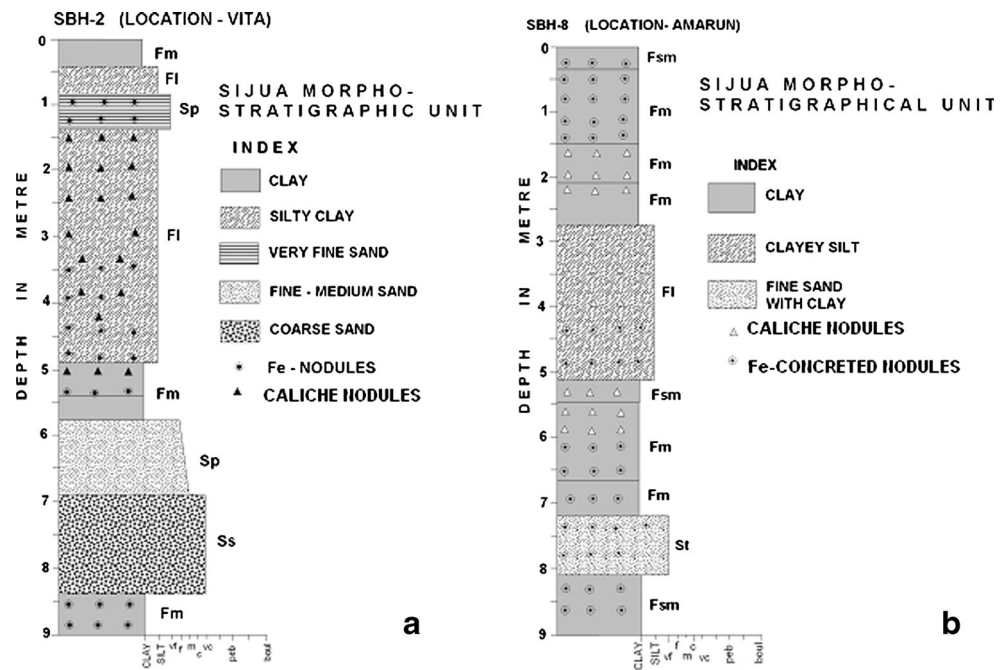 SBH-2 (LOCATION - VITA)
SIJUA MORPHO-
STRATIGRAPHIC UNIT
INDEX
CLAY
SILTY CLAY
VERY FINE SAND
FINE - MEDIUM SAND
COARSE SAND
Fe - NODULES
CALICHE NODULES
DEPTH IN METRE
0
1
2
3
4
5
6
7
8
9
Fm
Fl
Sp
Fl
Fm
Sp
Ss
Fm
CLAY
SILT
vf
f
m
c
vc
peb
boul
a
SBH-8 (LOCATION- AMARUN)
SIJUA MORPHO-
STRATIGRAPHICAL UNIT
INDEX
CLAY
CLAYEY SILT
FINE SAND
WITH CLAY
CALICHE NODULES
Fe-CONCRETED NODULES
DEPTH IN METRE
0
1
2
3
4
5
6
7
8
9
Fsm
Fm
Fm
Fm
Fl
Fsm
Fm
Fm
St
Fsm
CLAY
SILT
vf
f
m
c
vc
peb
boul
b